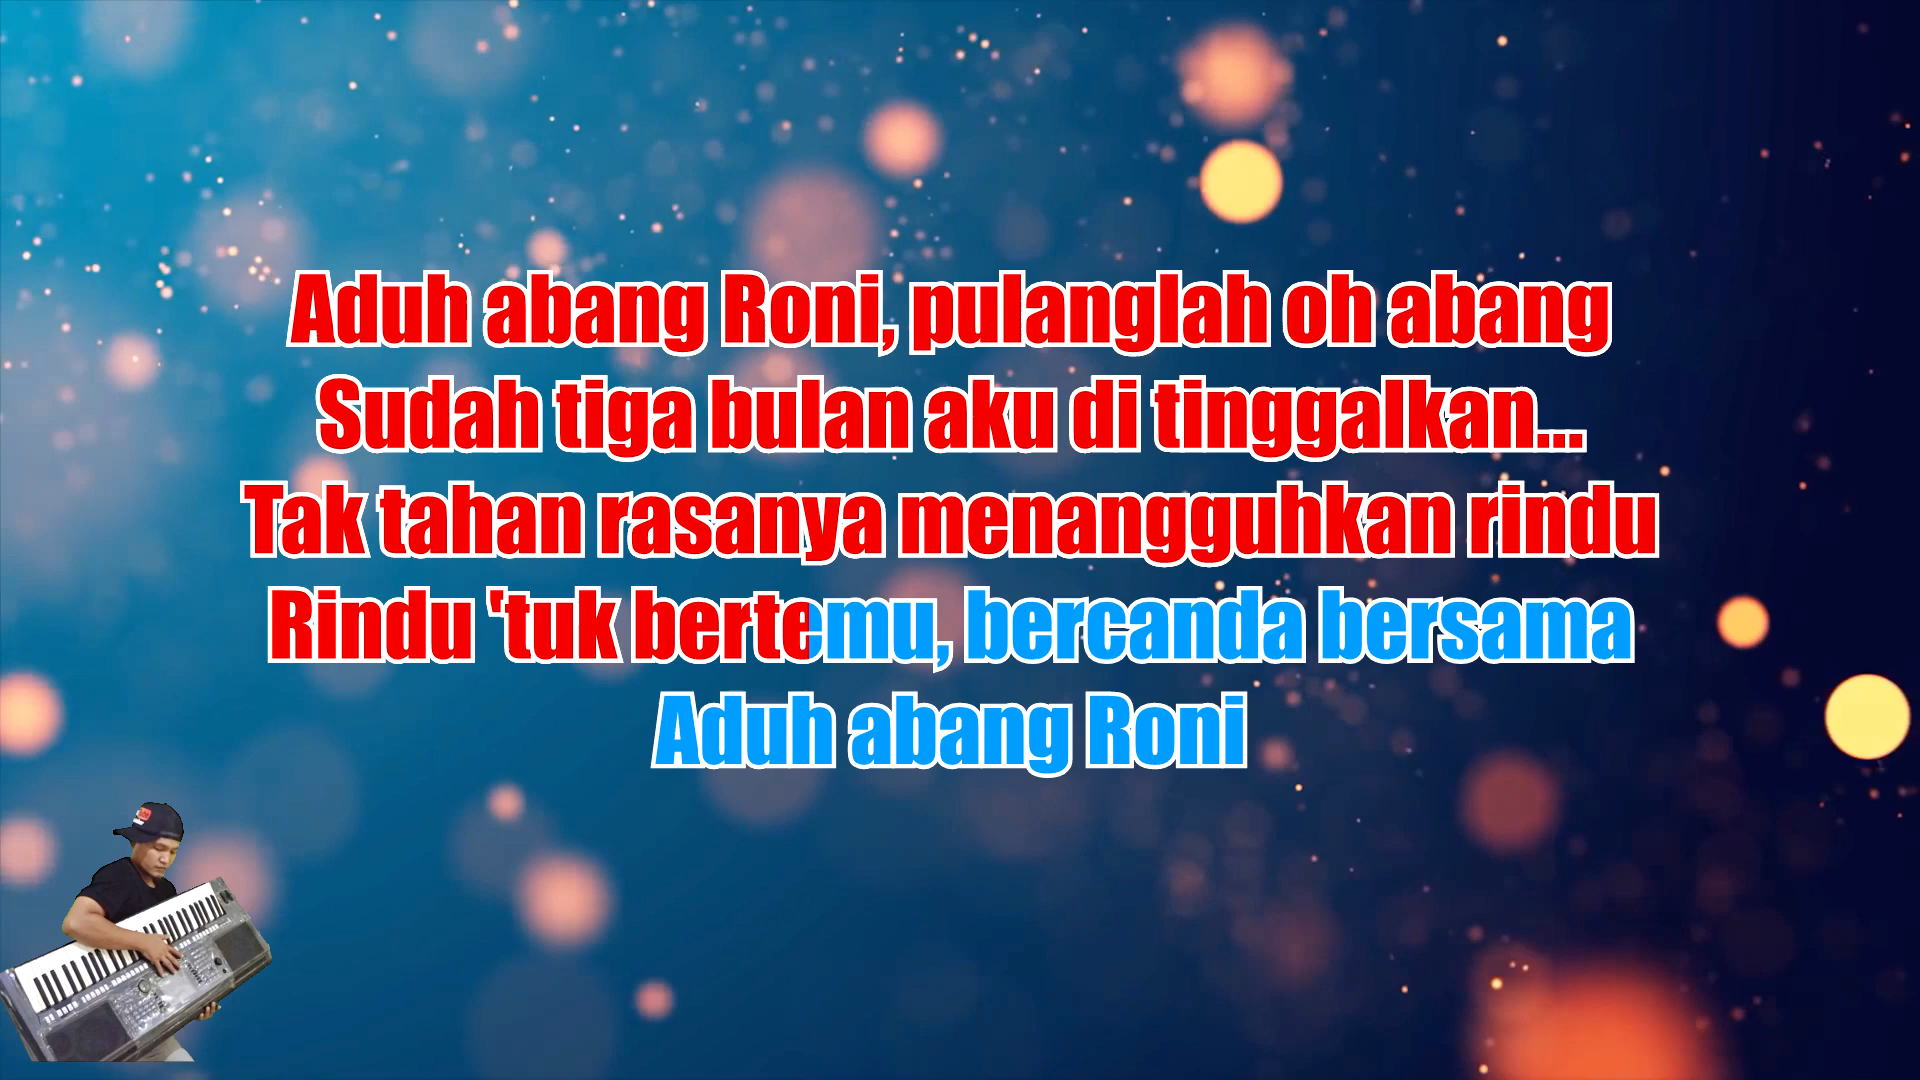 Aduh abang Roni, pulanglah oh abang
Sudah tiga bulan aku di tinggalkan...
Tak tahan rasanya menangguhkan rindu
Rindu 'tuk bertemu, bercanda bersama
Aduh abang Roni